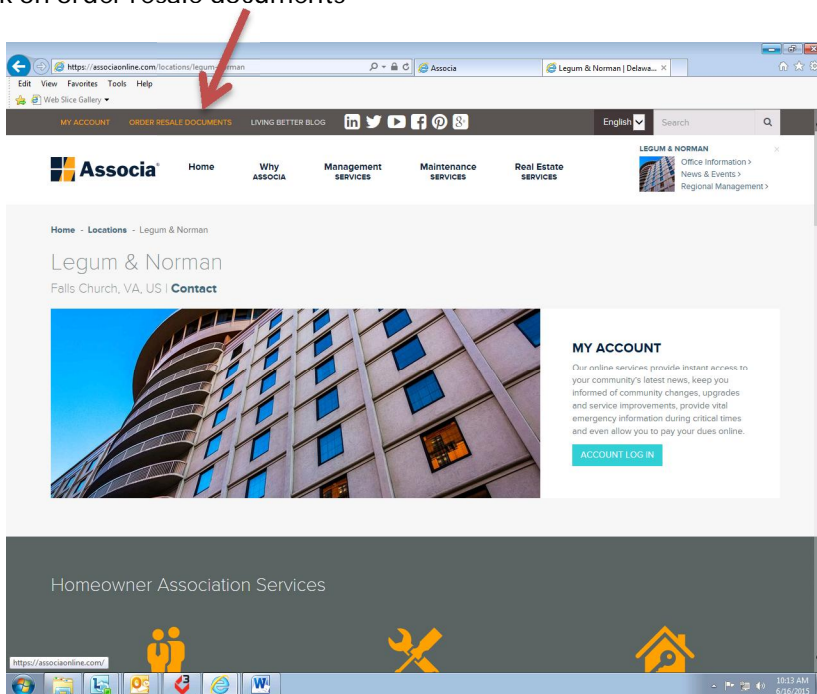 on order resale documents
https://associaonline.com/locations/legum-norman
Associa
Legum & Norman | Delawa...
Edit View Favorites Tools Help
Web Slice Gallery
MY ACCOUNT ORDER RESALE DOCUMENTS LIVING BETTER BLOG
English
Search
Associa
Home
Why ASSOCIA
Management SERVICES
Maintenance SERVICES
Real Estate SERVICES
LEGUM & NORMAN
Office Information >
News & Events >
Regional Management >
Home - Locations - Legum & Norman
Legum & Norman
Falls Church, VA, US | Contact
MY ACCOUNT
Our online services provide instant access to
your community's latest news, keep you
informed of community changes, upgrades
and service improvements, provide vital
emergency information during critical times
and even allow you to pay your dues online.
ACCOUNT LOG IN
Homeowner Association Services
https://associaonline.com/
10:13 AM
6/16/2015